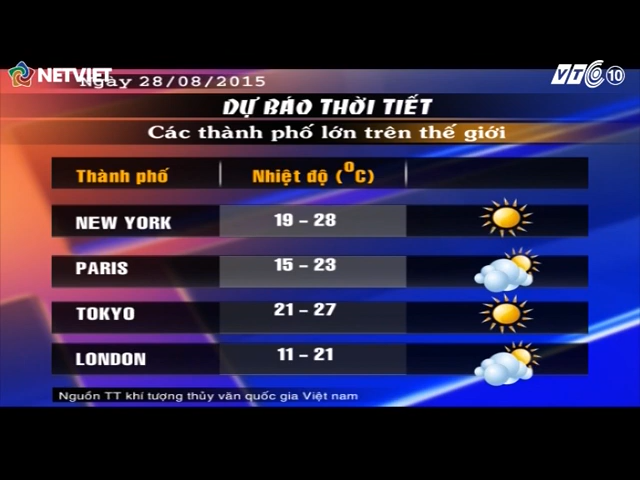 NETVIET
VTC 10
Ngày 28/08/2015
DỰ BÁO THỜI TIẾT
Các thành phố lớn trên thế giới
Thành phố Nhiệt độ (ºC)
NEW YORK 19 - 28
PARIS 15 - 23
TOKYO 21 - 27
LONDON 11 - 21
Nguồn TT khí tượng thủy văn quốc gia Việt nam